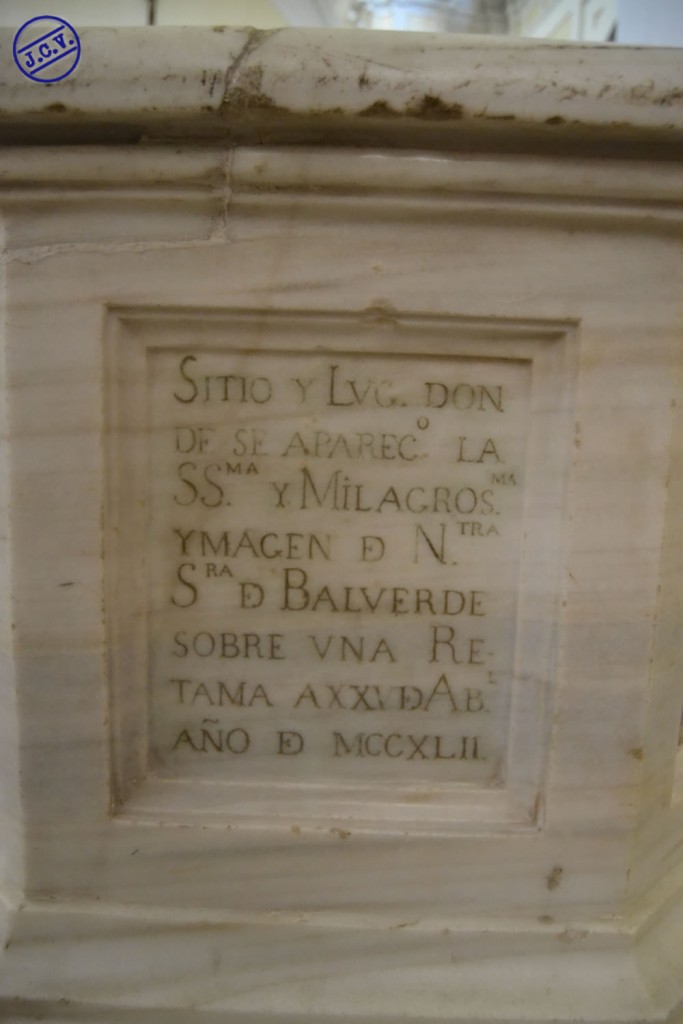 J.C.V.
SITIO Y LVG. DON
DE SE APAREC.º LA
SS.ᴹᴬ Y MILAGROS.ᴹᴬ
YMAGEN Đ N.ᵀᴿᴬ
Sᴿᴬ Đ BALVERDE
SOBRE VNA RE-
TAMA A XXV Đ AB.ᴸ
AÑO Đ MCCXLII.